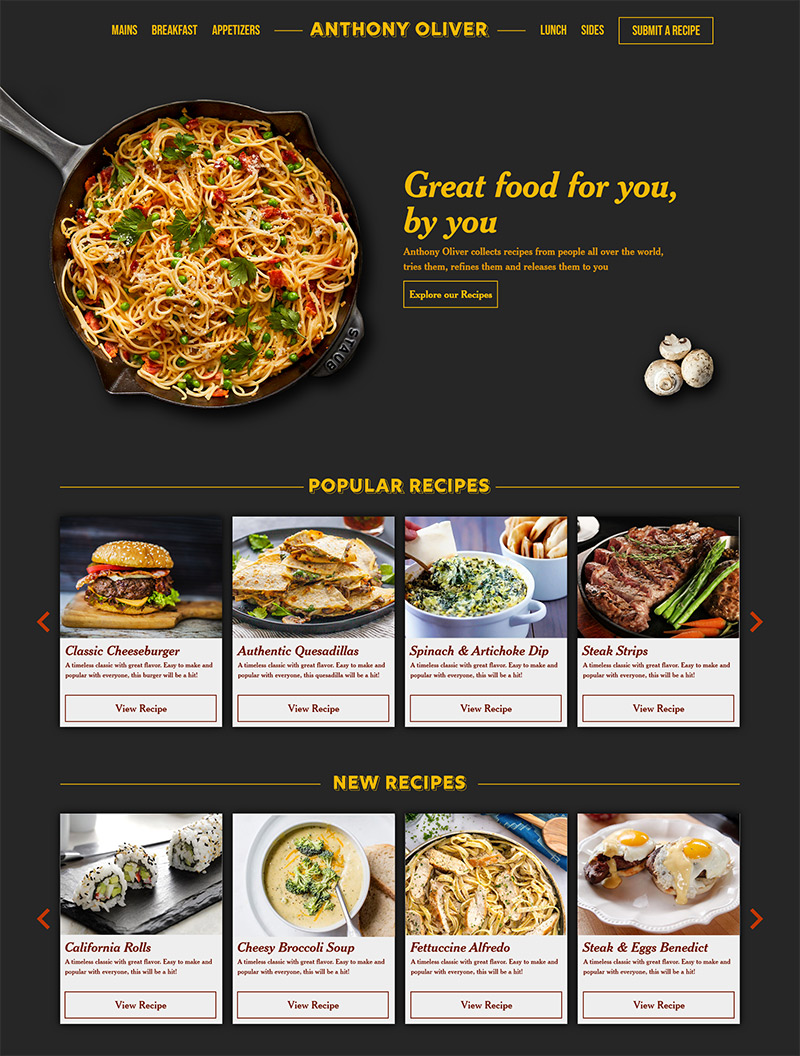 MAINS BREAKFAST APPETIZERS ANTHONY OLIVER LUNCH SIDES SUBMIT A RECIPE
Great food for you,
by you
Anthony Oliver collects recipes from people all over the world,
tries them, refines them and releases them to you
Explore our Recipes
STAUB
POPULAR RECIPES
Classic Cheeseburger
A timeless classic with great flavor. Easy to make and
popular with everyone, this burger will be a hit!
View Recipe
Authentic Quesadillas
A timeless classic with great flavor. Easy to make and
popular with everyone, this quesadilla will be a hit!
View Recipe
Spinach & Artichoke Dip
A timeless classic with great flavor. Easy to make and
popular with everyone, this will be a hit!
View Recipe
Steak Strips
A timeless classic with great flavor. Easy to make and
popular with everyone, this will be a hit!
View Recipe
NEW RECIPES
California Rolls
A timeless classic with great flavor. Easy to make and
popular with everyone, this will be a hit!
View Recipe
Cheesy Broccoli Soup
A timeless classic with great flavor. Easy to make and
popular with everyone, this will be a hit!
View Recipe
Fettuccine Alfredo
A timeless classic with great flavor. Easy to make and
popular with everyone, this will be a hit!
View Recipe
Steak & Eggs Benedict
A timeless classic with great flavor. Easy to make and
popular with everyone, this will be a hit!
View Recipe